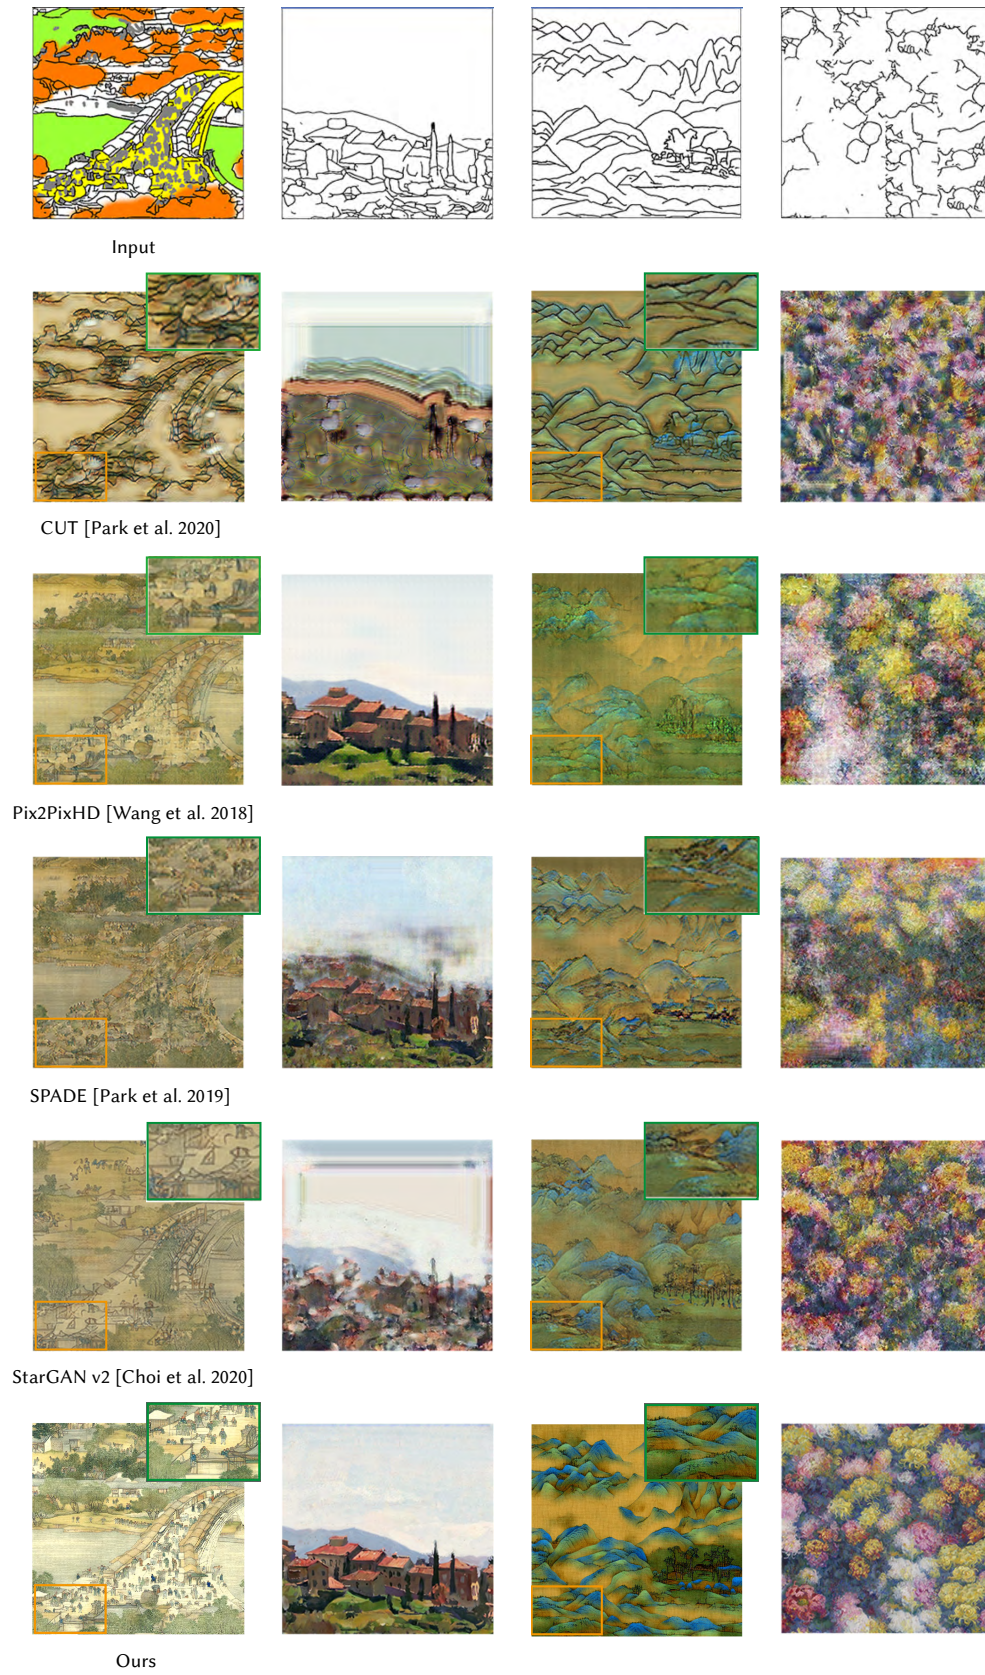 Input
CUT [Park et al. 2020]
Pix2PixHD [Wang et al. 2018]
SPADE [Park et al. 2019]
StarGAN v2 [Choi et al. 2020]
Ours